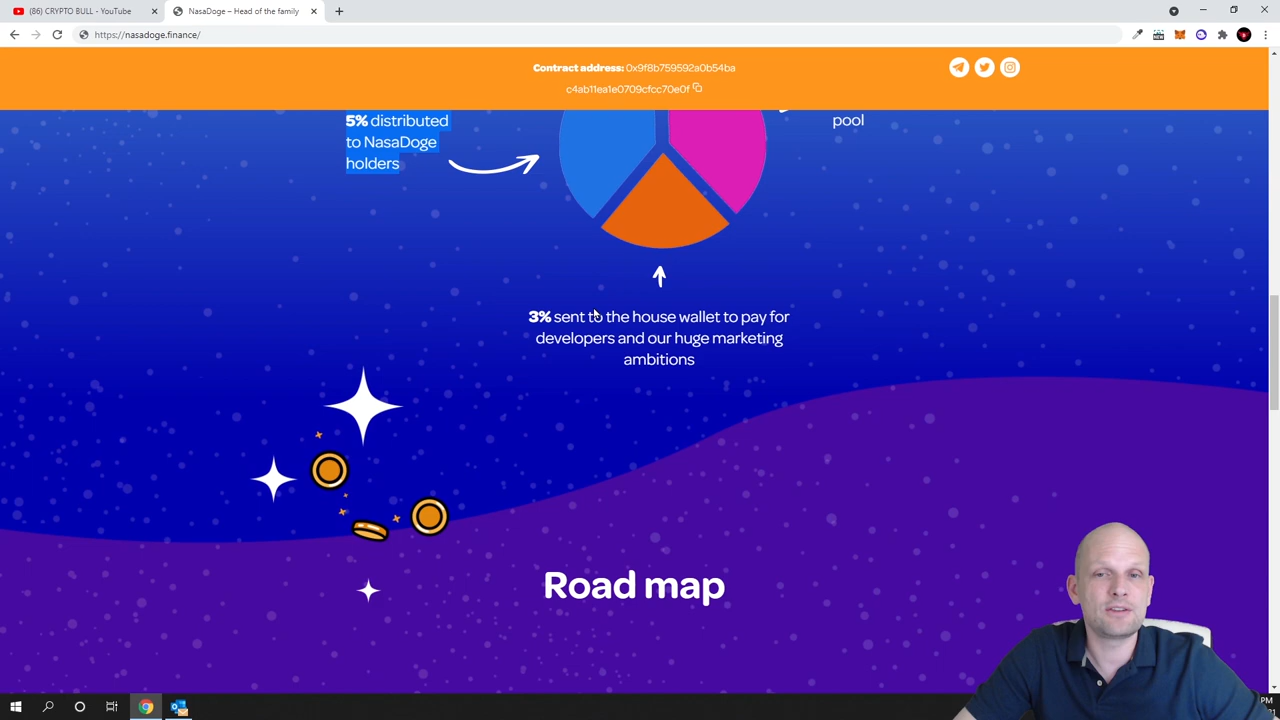 (86) CRYPTO BULL - YouTube
NasaDoge – Head of the family
https://nasadoge.finance/
Contract address: 0x9f8b759592a0b54ba
c4ab11ea1e0709cfcc70e0f
5% distributed
to NasaDoge
holders
pool
3% sent to the house wallet to pay for
developers and our huge marketing
ambitions
Road map
PM